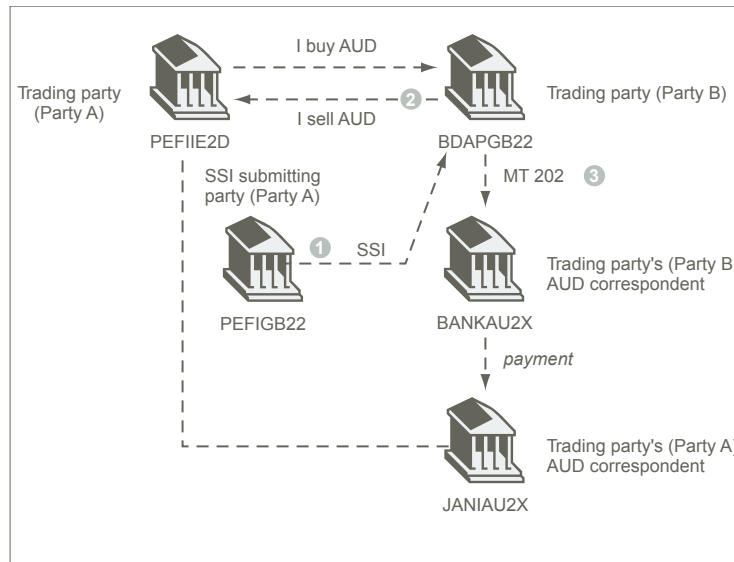 I buy AUD
Trading party
(Party A)
2
Trading party (Party B)
I sell AUD
PEFIIE2D
BDAPGB22
SSI submitting
party (Party A)
MT 202
3
1
SSI
Trading party's (Party B
AUD correspondent
PEFIGB22
BANKAU2X
payment
Trading party's (Party A)
AUD correspondent
JANIAU2X